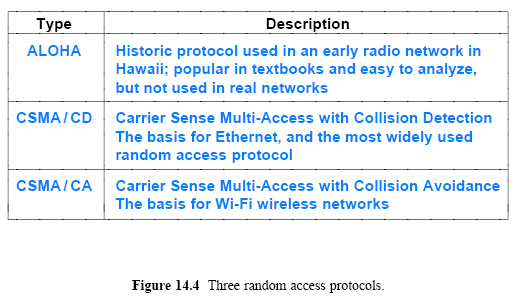 Type Description
ALOHA Historic protocol used in an early radio network in
Hawaii; popular in textbooks and easy to analyze,
but not used in real networks
CSMA / CD Carrier Sense Multi-Access with Collision Detection
The basis for Ethernet, and the most widely used
random access protocol
CSMA / CA Carrier Sense Multi-Access with Collision Avoidance
The basis for Wi-Fi wireless networks
Figure 14.4 Three random access protocols.